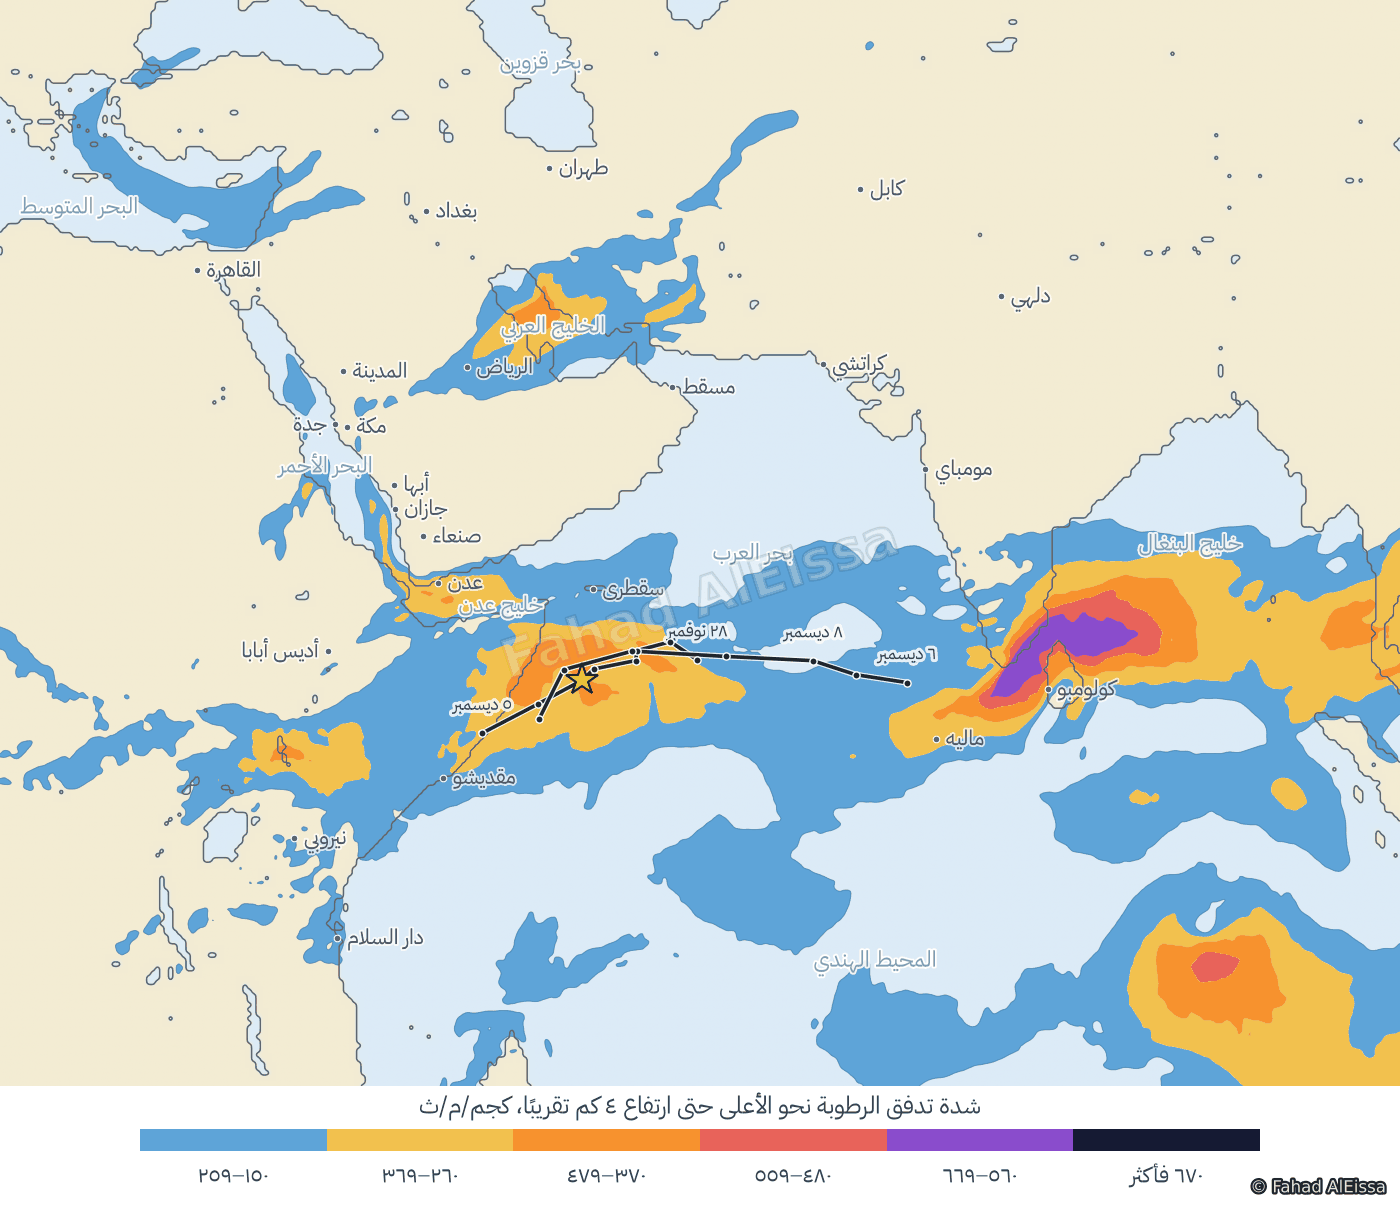 بحر قزوين
طهران
كابل
البحر المتوسط
بغداد
القاهرة
دلهي
الخليج العربي
كراتشي
الرياض
المدينة
مسقط
جدة
مكة
البحر الأحمر
مومباي
أبها
جازان
صنعاء
خليج البنغال
بحر العرب
عدن
سقطرى
خليج عدن
Fahad AlEissa
٢٨ نوفمبر
٨ ديسمبر
أديس أبابا
٦ ديسمبر
كولومبو
٥ ديسمبر
ماليه
مقديشو
نيروبي
دار السلام
المحيط الهندي
شدة تدفق الرطوبة نحو الأعلى حتى ارتفاع ٤ كم تقريبًا، كجم/م/ث
١٥٠–٢٥٩
٢٦٠–٣٦٩
٣٧٠–٤٧٩
٤٨٠–٥٥٩
٥٦٠–٦٦٩
٦٧٠ فأكثر
© Fahad AlEissa